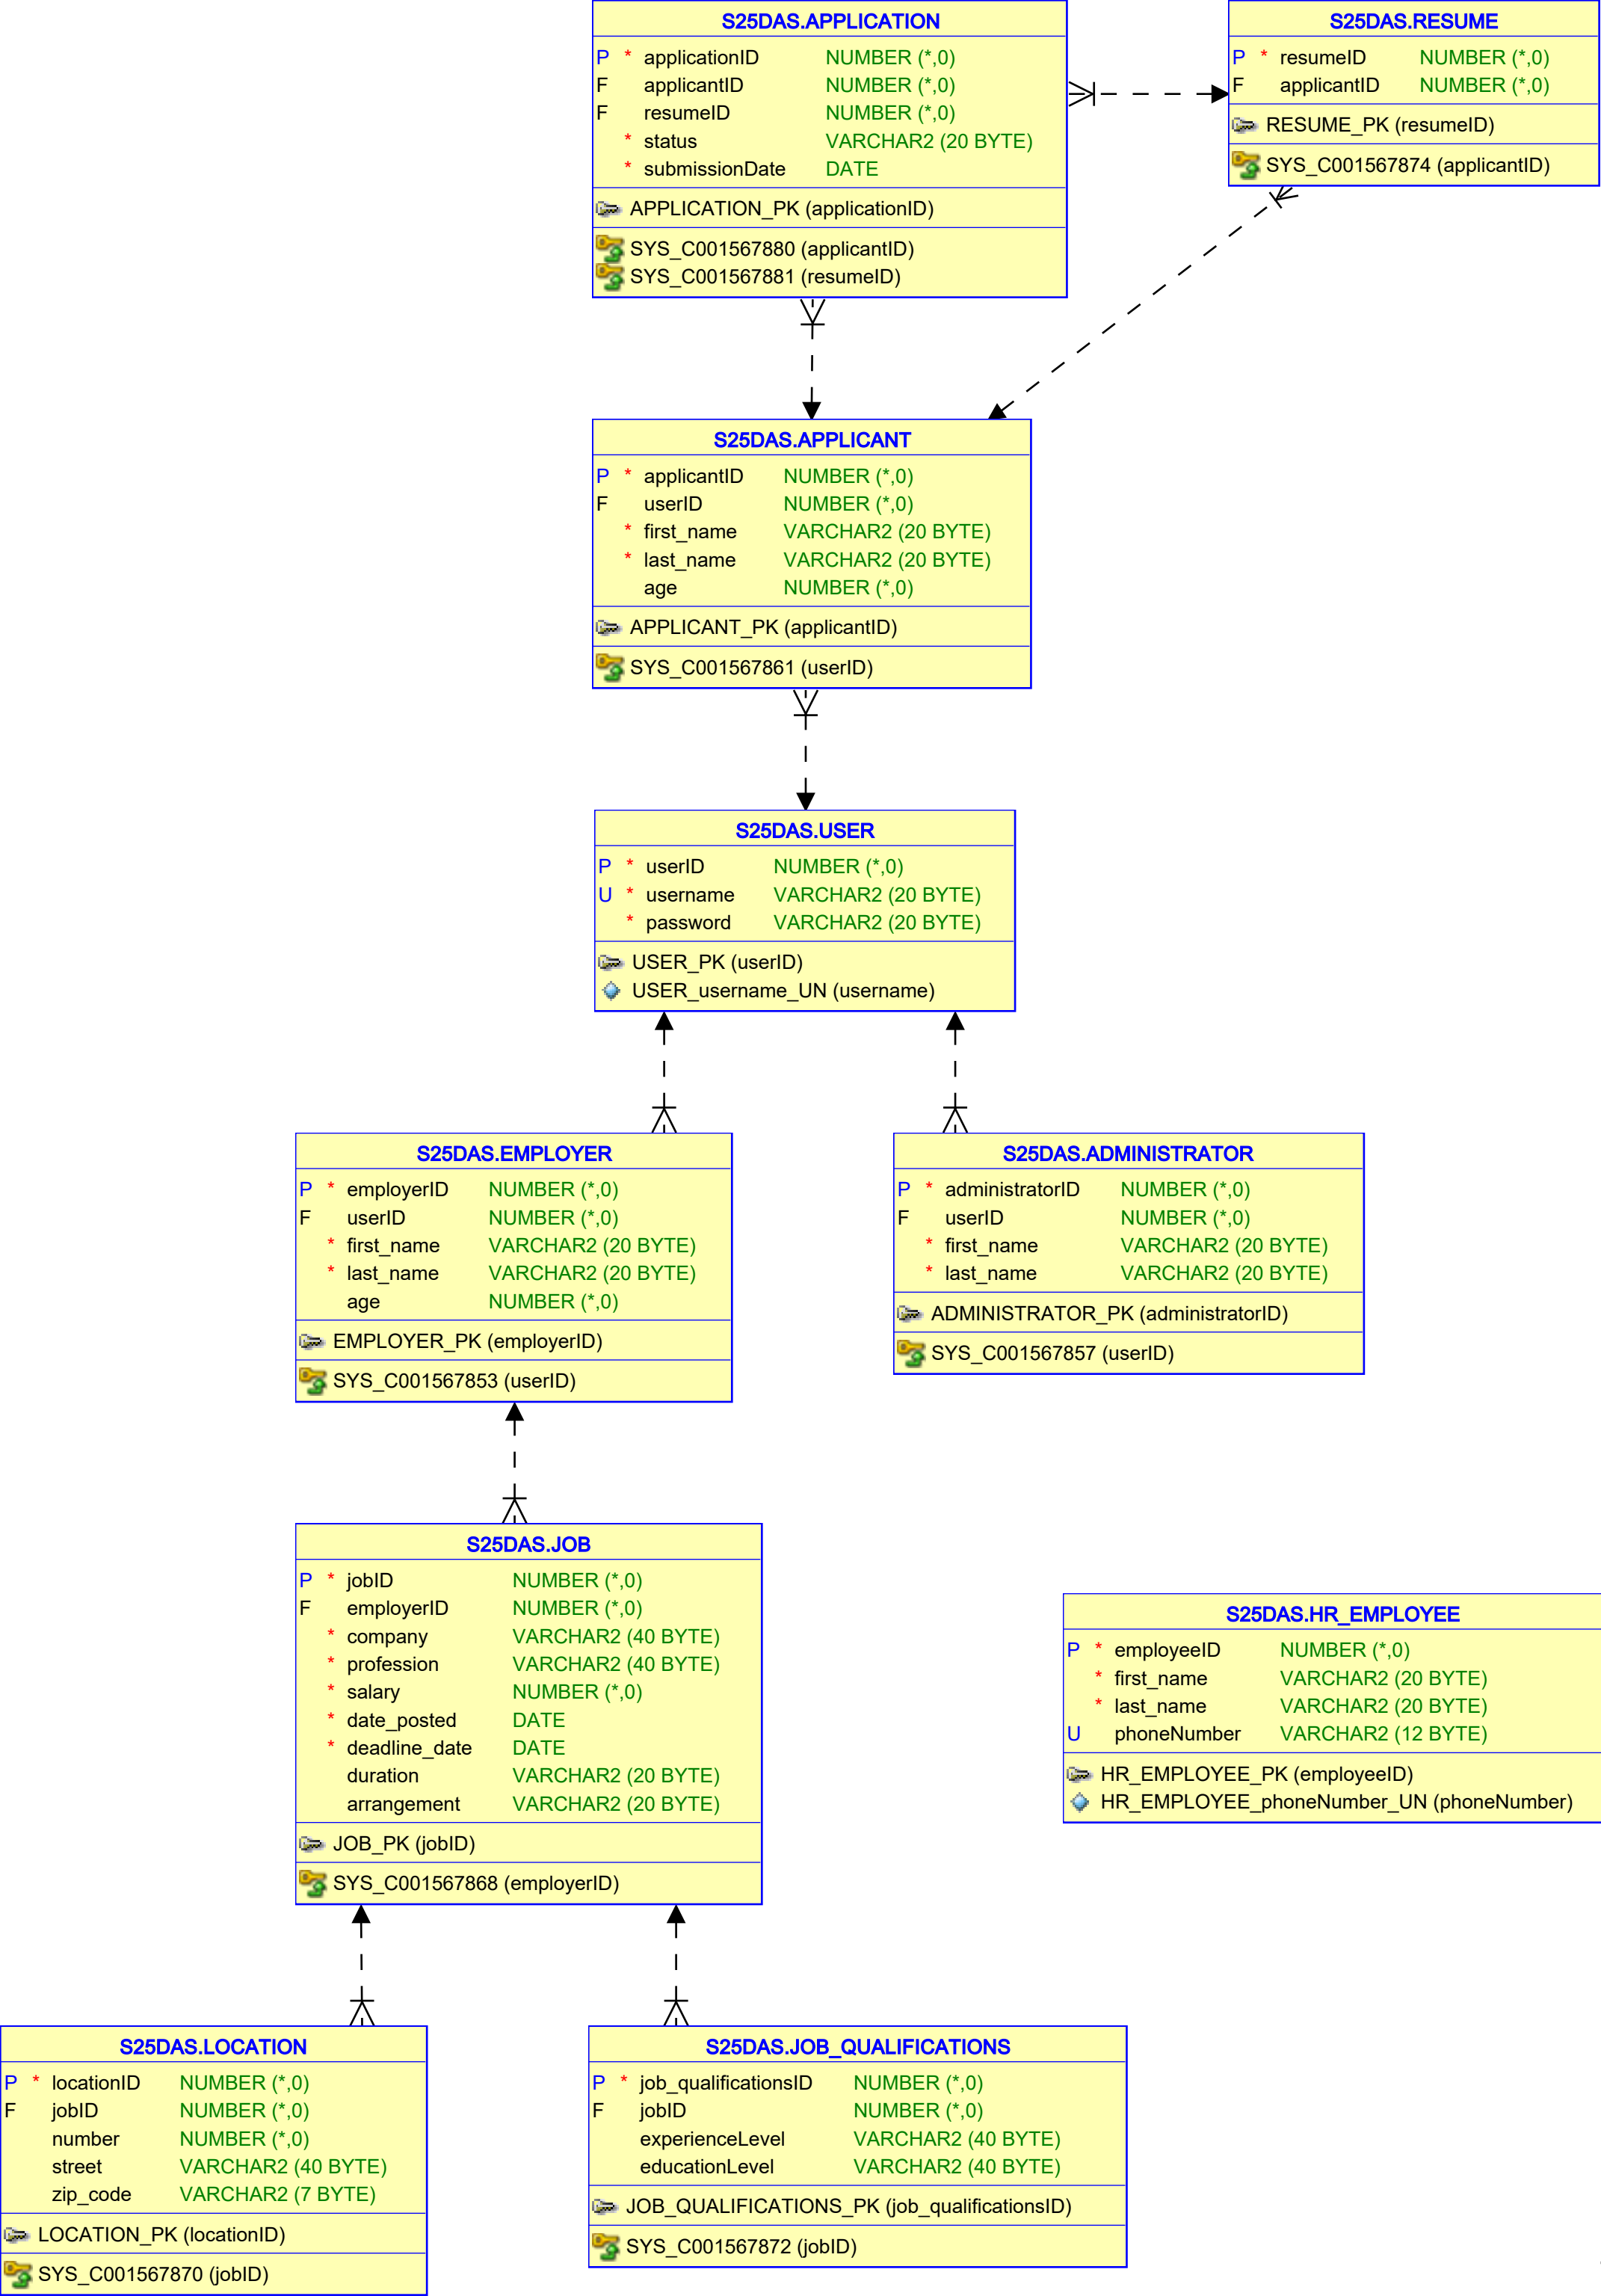 S25DAS.APPLICATION
P * applicationID NUMBER (*,0)
F applicantID NUMBER (*,0)
F resumeID NUMBER (*,0)
* status VARCHAR2 (20 BYTE)
* submissionDate DATE
APPLICATION_PK (applicationID)
SYS_C001567880 (applicantID)
SYS_C001567881 (resumeID)
S25DAS.RESUME
P * resumeID NUMBER (*,0)
F applicantID NUMBER (*,0)
RESUME_PK (resumeID)
SYS_C001567874 (applicantID)
S25DAS.APPLICANT
P * applicantID NUMBER (*,0)
F userID NUMBER (*,0)
* first_name VARCHAR2 (20 BYTE)
* last_name VARCHAR2 (20 BYTE)
age NUMBER (*,0)
APPLICANT_PK (applicantID)
SYS_C001567861 (userID)
S25DAS.USER
P * userID NUMBER (*,0)
U * username VARCHAR2 (20 BYTE)
* password VARCHAR2 (20 BYTE)
USER_PK (userID)
USER_username_UN (username)
S25DAS.EMPLOYER
P * employerID NUMBER (*,0)
F userID NUMBER (*,0)
* first_name VARCHAR2 (20 BYTE)
* last_name VARCHAR2 (20 BYTE)
age NUMBER (*,0)
EMPLOYER_PK (employerID)
SYS_C001567853 (userID)
S25DAS.ADMINISTRATOR
P * administratorID NUMBER (*,0)
F userID NUMBER (*,0)
* first_name VARCHAR2 (20 BYTE)
* last_name VARCHAR2 (20 BYTE)
ADMINISTRATOR_PK (administratorID)
SYS_C001567857 (userID)
S25DAS.JOB
P * jobID NUMBER (*,0)
F employerID NUMBER (*,0)
* company VARCHAR2 (40 BYTE)
* profession VARCHAR2 (40 BYTE)
* salary NUMBER (*,0)
* date_posted DATE
* deadline_date DATE
duration VARCHAR2 (20 BYTE)
arrangement VARCHAR2 (20 BYTE)
JOB_PK (jobID)
SYS_C001567868 (employerID)
S25DAS.HR_EMPLOYEE
P * employeeID NUMBER (*,0)
* first_name VARCHAR2 (20 BYTE)
* last_name VARCHAR2 (20 BYTE)
U phoneNumber VARCHAR2 (12 BYTE)
HR_EMPLOYEE_PK (employeeID)
HR_EMPLOYEE_phoneNumber_UN (phoneNumber)
S25DAS.LOCATION
P * locationID NUMBER (*,0)
F jobID NUMBER (*,0)
number NUMBER (*,0)
street VARCHAR2 (40 BYTE)
zip_code VARCHAR2 (7 BYTE)
LOCATION_PK (locationID)
SYS_C001567870 (jobID)
S25DAS.JOB_QUALIFICATIONS
P * job_qualificationsID NUMBER (*,0)
F jobID NUMBER (*,0)
experienceLevel VARCHAR2 (40 BYTE)
educationLevel VARCHAR2 (40 BYTE)
JOB_QUALIFICATIONS_PK (job_qualificationsID)
SYS_C001567872 (jobID)